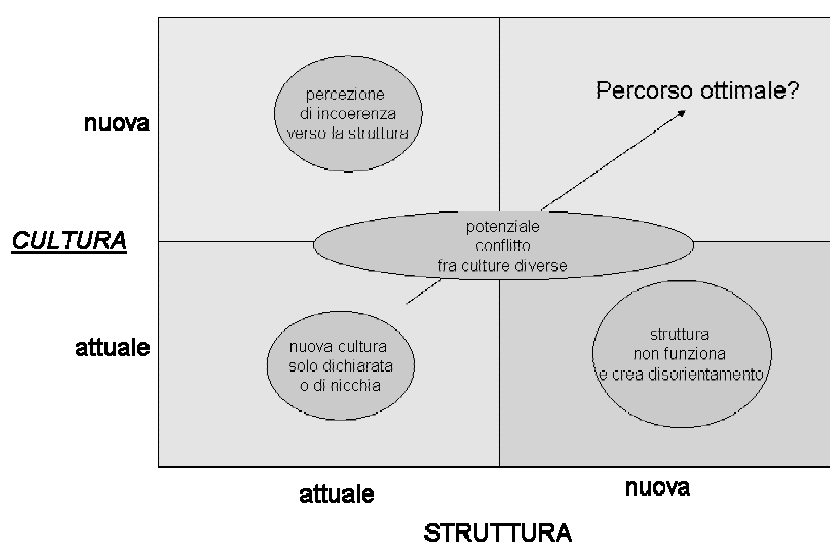 percezione
di incoerenza
verso la struttura
Percorso ottimale?
nuova
CULTURA
potenziale
conflitto
fra culture diverse
attuale
nuova cultura
solo dichiarata
o di nicchia
struttura
non funziona
e crea disorientamento
attuale
nuova
STRUTTURA